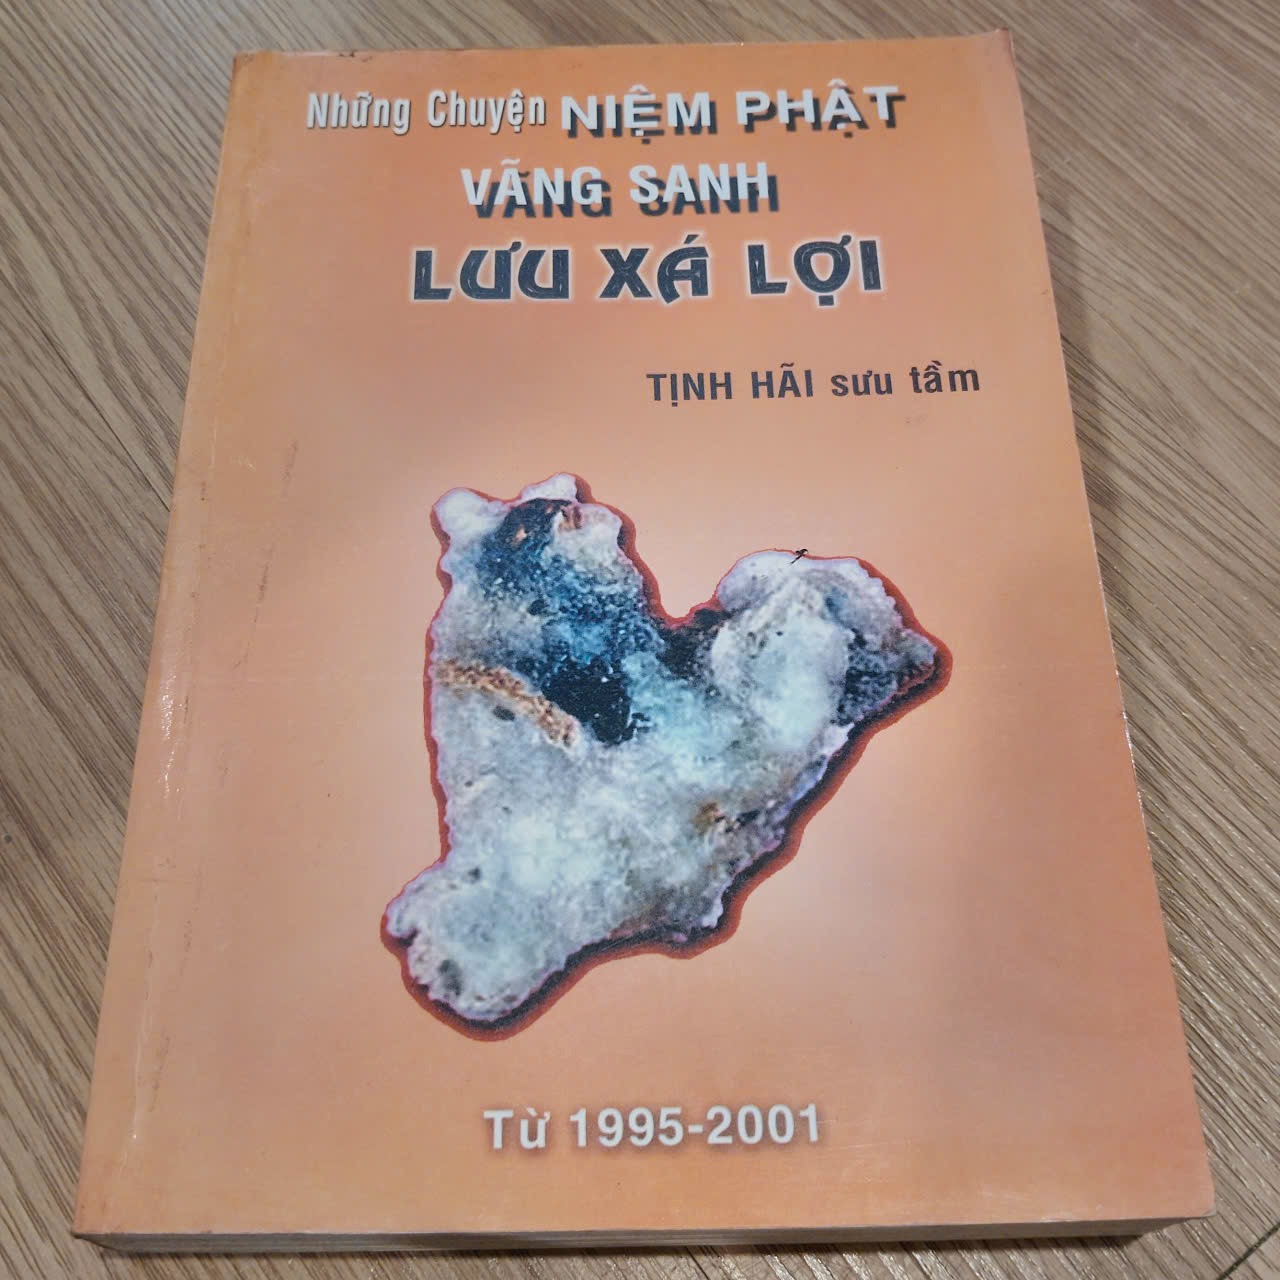 Những Chuyện NIỆM PHẬT
VÃNG SANH
LƯU XÁ LỢI
TỊNH HÃI sưu tầm
Từ 1995-2001